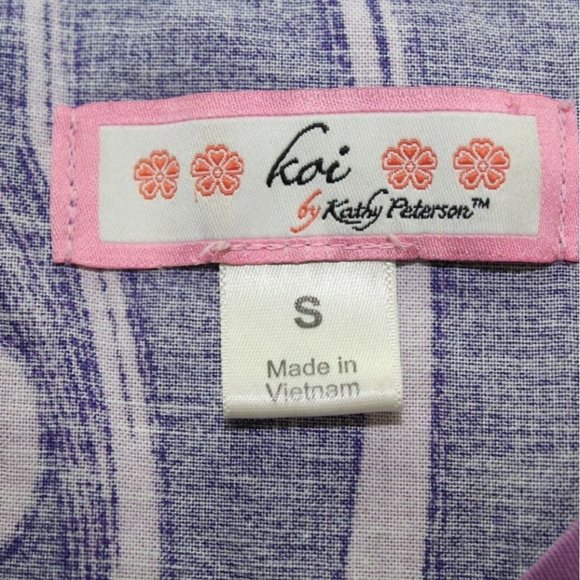 koi
by Kathy Peterson™
S
Made in
Vietnam